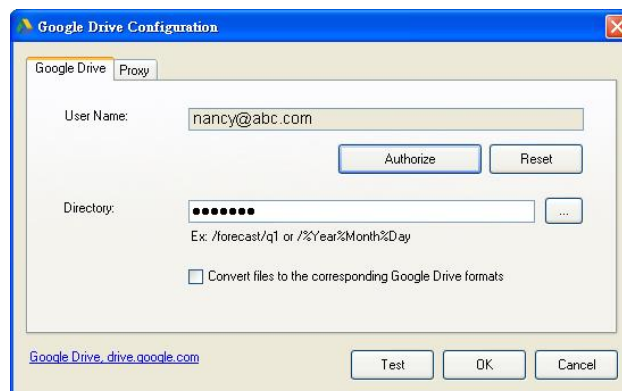 Google Drive Configuration
Google Drive Proxy
User Name: nancy@abc.com
Authorize Reset
Directory: ●●●●●●● ...
Ex: /forecast/q1 or /%Year%Month%Day
Convert files to the corresponding Google Drive formats
Google Drive, drive.google.com Test OK Cancel